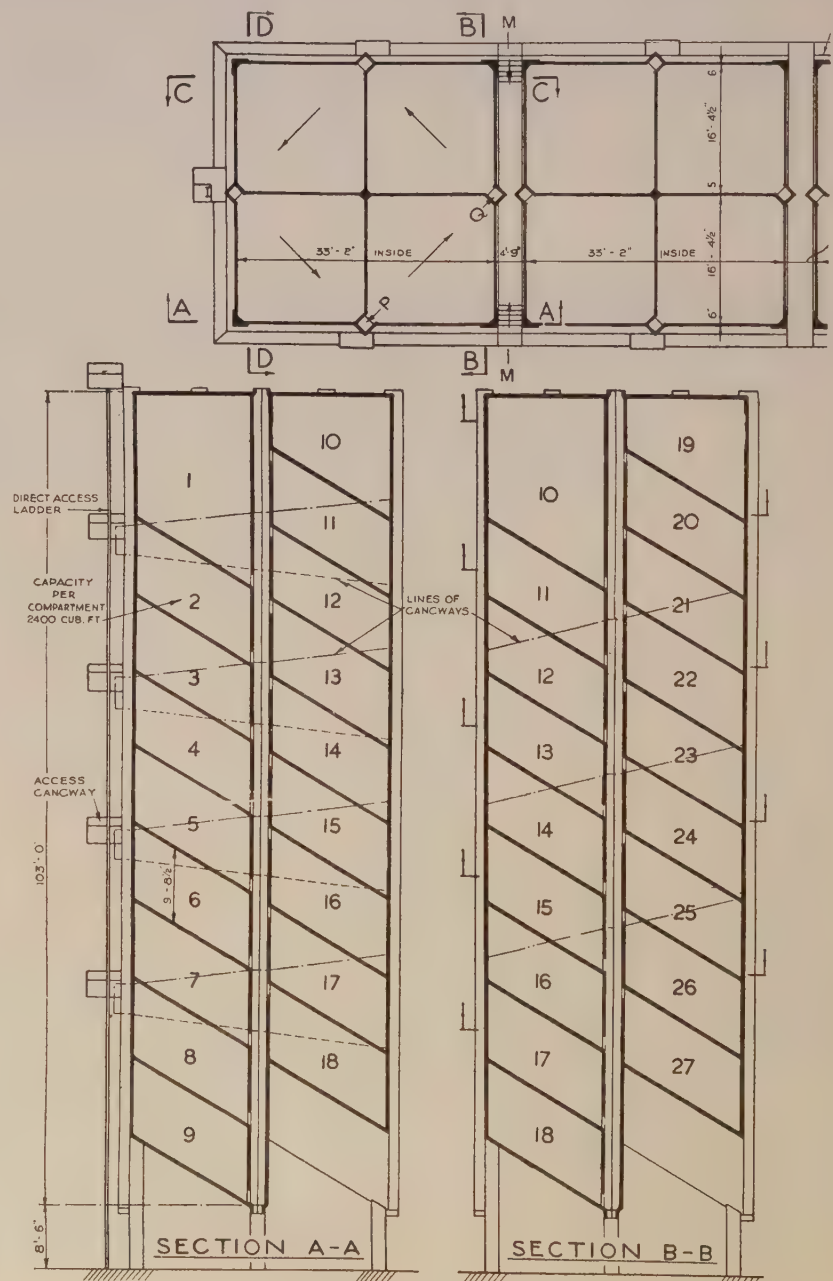 D
B
M
C
C
6"
16'- 4½"
5
Q
33'- 2" INSIDE
4'-9"
33'- 2" INSIDE
16'- 4½"
P
6"
A
A
D
B
M
1
10
10
19
DIRECT ACCESS
LADDER
11
20
CAPACITY
PER
COMPARTMENT
2400 CUB. FT
2
12
LINES OF
GANGWAYS
11
21
3
13
12
22
4
14
13
23
ACCESS
GANGWAY
5
15
14
24
103'- 0"
9'- 8½"
6
16
15
25
7
17
16
26
8
18
17
27
9
18
8'- 6"
SECTION A-A
SECTION B-B